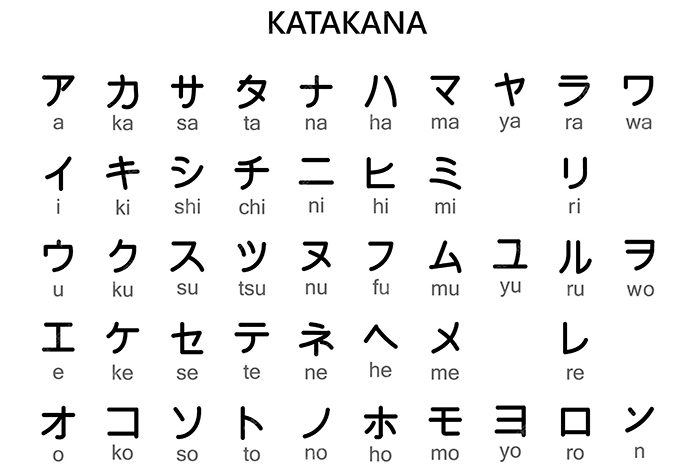 KATAKANA
ア カ サ タ ナ ハ マ ヤ ラ ワ
a ka sa ta na ha ma ya ra wa
イ キ シ チ ニ ヒ ミ リ
i ki shi chi ni hi mi ri
ウ ク ス ツ ヌ フ ム ユ ル ヲ
u ku su tsu nu fu mu yu ru wo
エ ケ セ テ ネ ヘ メ レ
e ke se te ne he me re
オ コ ソ ト ノ ホ モ ヨ ロ ン
o ko so to no ho mo yo ro n